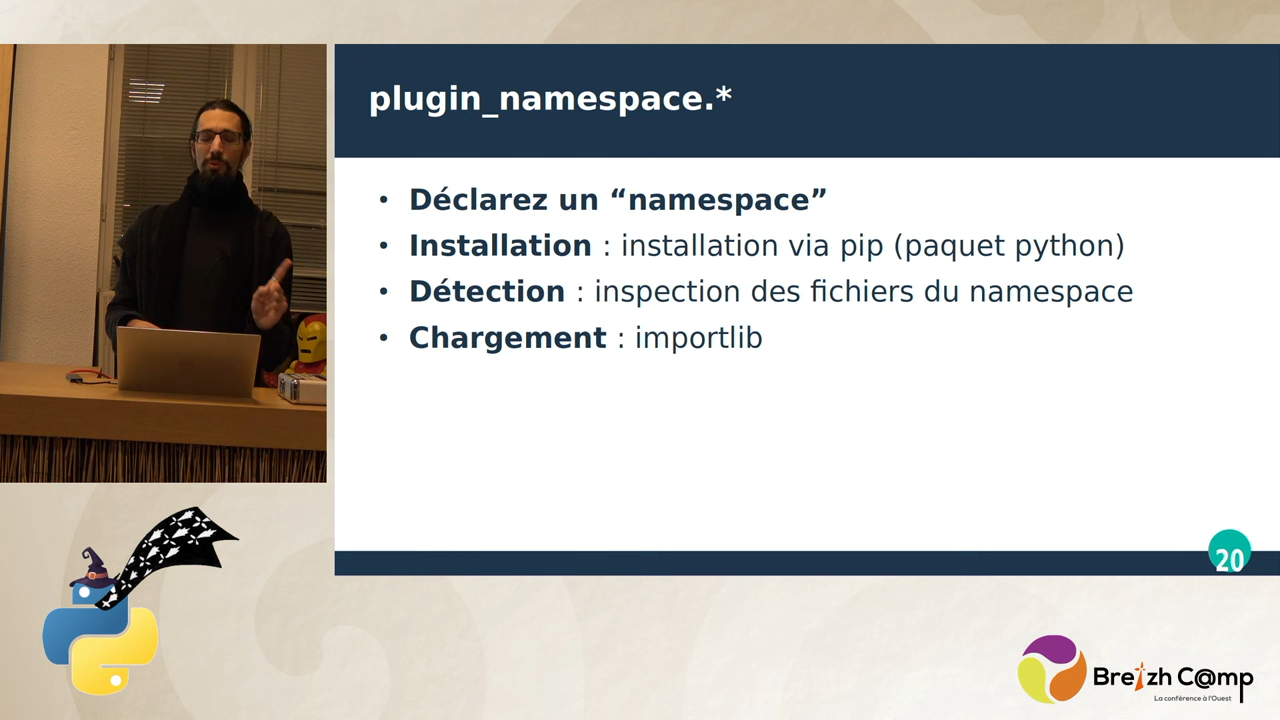 plugin_namespace.*
• Déclarez un “namespace”
• Installation : installation via pip (paquet python)
• Détection : inspection des fichiers du namespace
• Chargement : importlib
20
Breizh C@mp
La conférence à l'Ouest